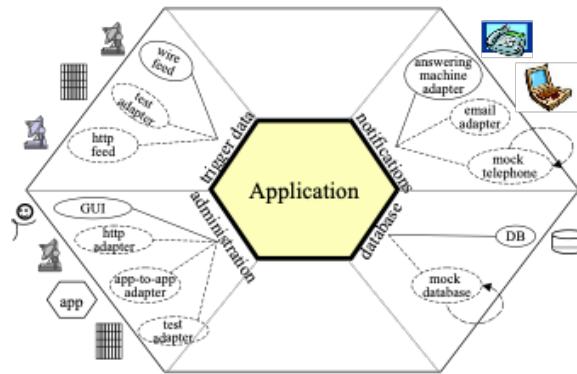 wire
feed
test
adapter
http
feed
trigger data
answering
machine
adapter
email
adapter
mock
telephone
notifications
Application
GUI
http
adapter
app-to-app
adapter
test
adapter
administration
app
database
DB
mock
database